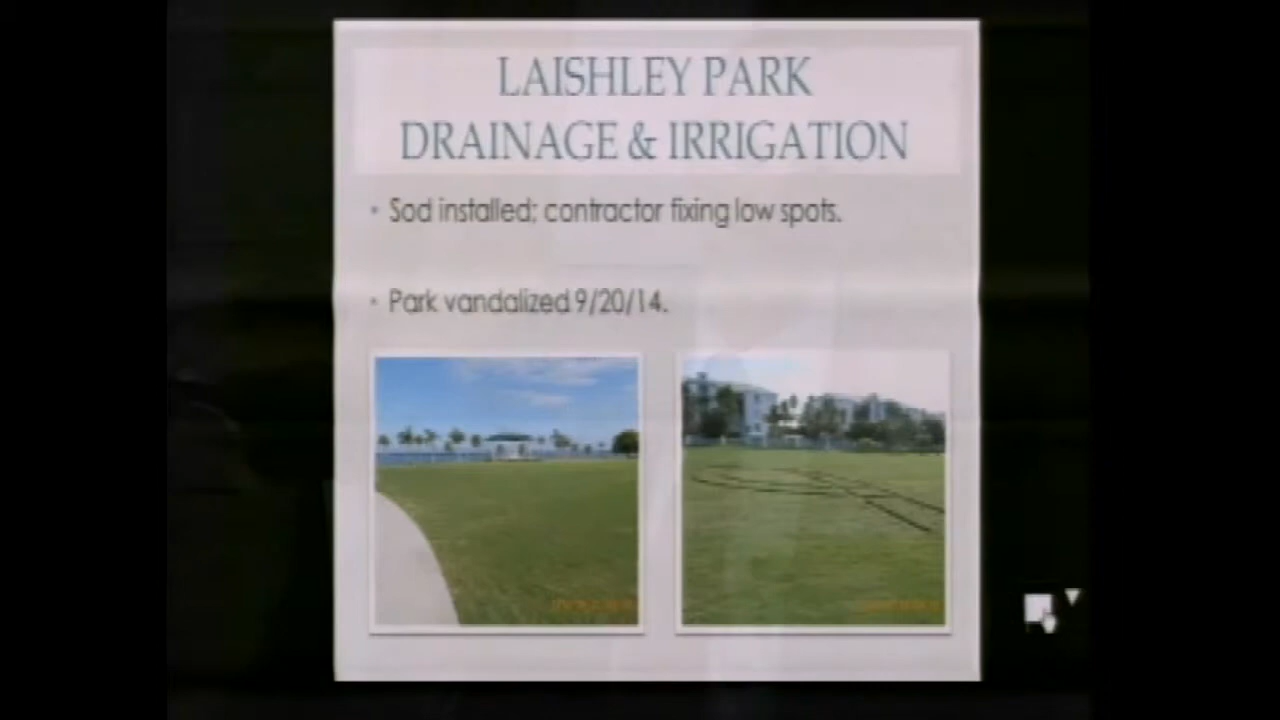 LAISHLEY PARK
DRAINAGE & IRRIGATION
• Sod installed; contractor fixing low spots.
• Park vandalized 9/20/14.